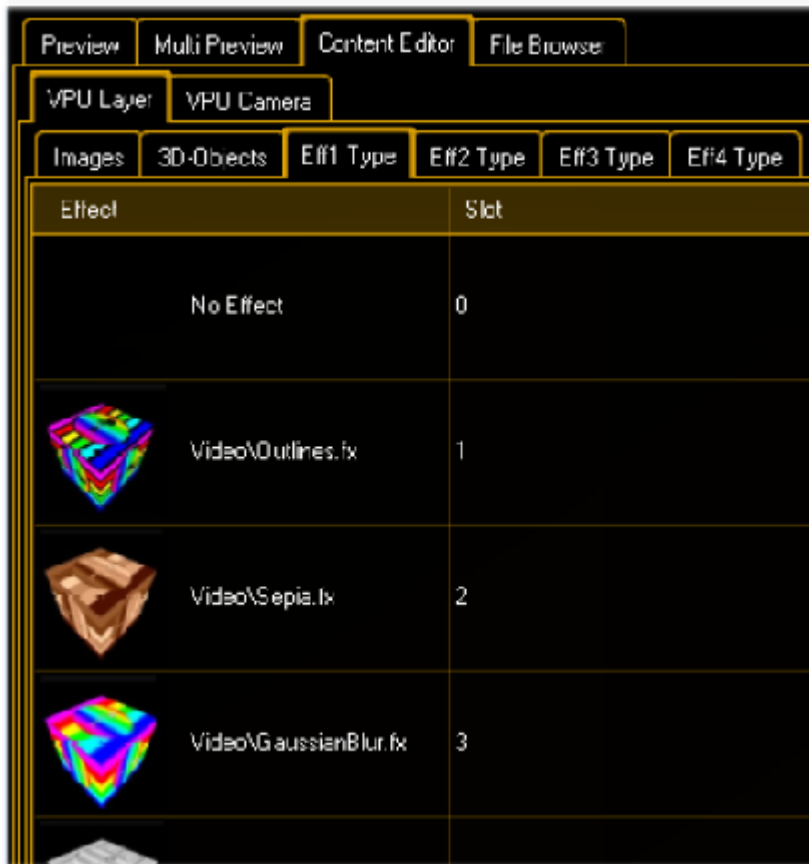 Preview Multi Preview Content Editor File Browser
VPU Layer VPU Camera
Images 3D-Objects Eff1 Type Eff2 Type Eff3 Type Eff4 Type
Effect Slot
No Effect 0
Video\Outlines.fx 1
Video\Sepia.fx 2
Video\GaussianBlur.fx 3